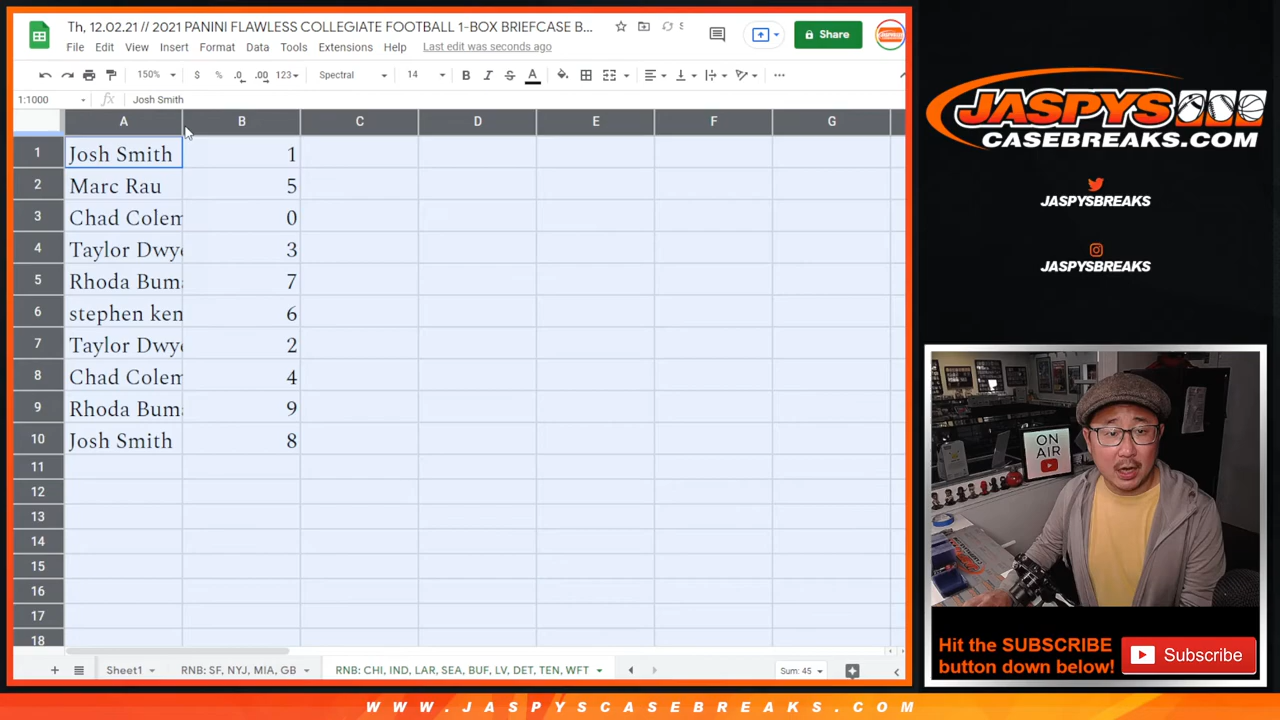 Th, 12.02.21 // 2021 PANINI FLAWLESS COLLEGIATE FOOTBALL 1-BOX BRIEFCASE B...
File Edit View Insert Format Data Tools Extensions Help Last edit was seconds ago
Share
150% $ % .0 .00 123 Spectral 14 B I S A
1:1000 fx Josh Smith
A B C D E F G
1 Josh Smith 1
2 Marc Rau 5
3 Chad Colem 0
4 Taylor Dwy 3
5 Rhoda Bum 7
6 stephen ken 6
7 Taylor Dwy 2
8 Chad Colem 4
9 Rhoda Bum 9
10 Josh Smith 8
11
12
13
14
15
16
17
18
Sheet1 RNB: SF, NYJ, MIA, GB RNB: CHI, IND, LAR, SEA, BUF, LV, DET, TEN, WFT Sum: 45
JASPYS
CASEBREAKS.COM
JASPYSBREAKS
JASPYSBREAKS
ON
AIR
Hit the SUBSCRIBE
button down below!
Subscribe
WWW.JASPYSCASEBREAKS.COM